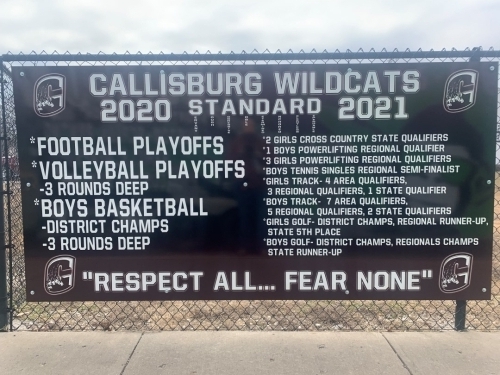 CALLISBURG WILDCATS
2020 STANDARD 2021
*FOOTBALL PLAYOFFS
*VOLLEYBALL PLAYOFFS
-3 ROUNDS DEEP
*BOYS BASKETBALL
-DISTRICT CHAMPS
-3 ROUNDS DEEP
*2 GIRLS CROSS COUNTRY STATE QUALIFIERS
*1 BOYS POWERLIFTING REGIONAL QUALIFIER
*3 GIRLS POWERLIFTING REGIONAL QUALIFIERS
*BOYS TENNIS SINGLES REGIONAL SEMI-FINALIST
*GIRLS TRACK- 4 AREA QUALIFIERS,
3 REGIONAL QUALIFIERS, 1 STATE QUALIFIER
*BOYS TRACK- 7 AREA QUALIFIERS,
5 REGIONAL QUALIFIERS, 2 STATE QUALIFIERS
*GIRLS GOLF- DISTRICT CHAMPS, REGIONAL RUNNER-UP,
STATE 5TH PLACE
*BOYS GOLF- DISTRICT CHAMPS, REGIONALS CHAMPS
STATE RUNNER-UP
"RESPECT ALL... FEAR NONE"